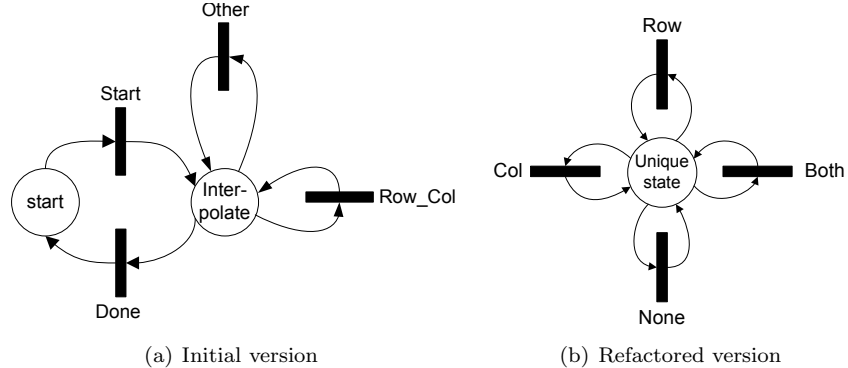 Other
Start
start
Inter-
polate
Row_Col
Done
(a) Initial version
Row
Col
Unique
state
Both
None
(b) Refactored version